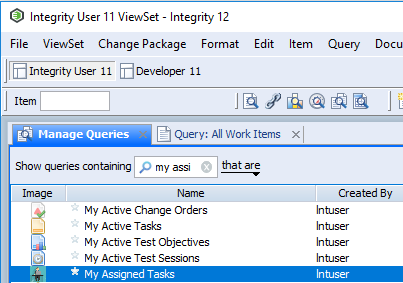 Integrity User 11 ViewSet - Integrity 12
File ViewSet Change Package Format Edit Item Query Docu
Integrity User 11 Developer 11
Item
Manage Queries Query: All Work Items
Show queries containing my assi that are
Image Name Created By
My Active Change Orders Intuser
My Active Tasks Intuser
My Active Test Objectives Intuser
My Active Test Sessions Intuser
My Assigned Tasks Intuser